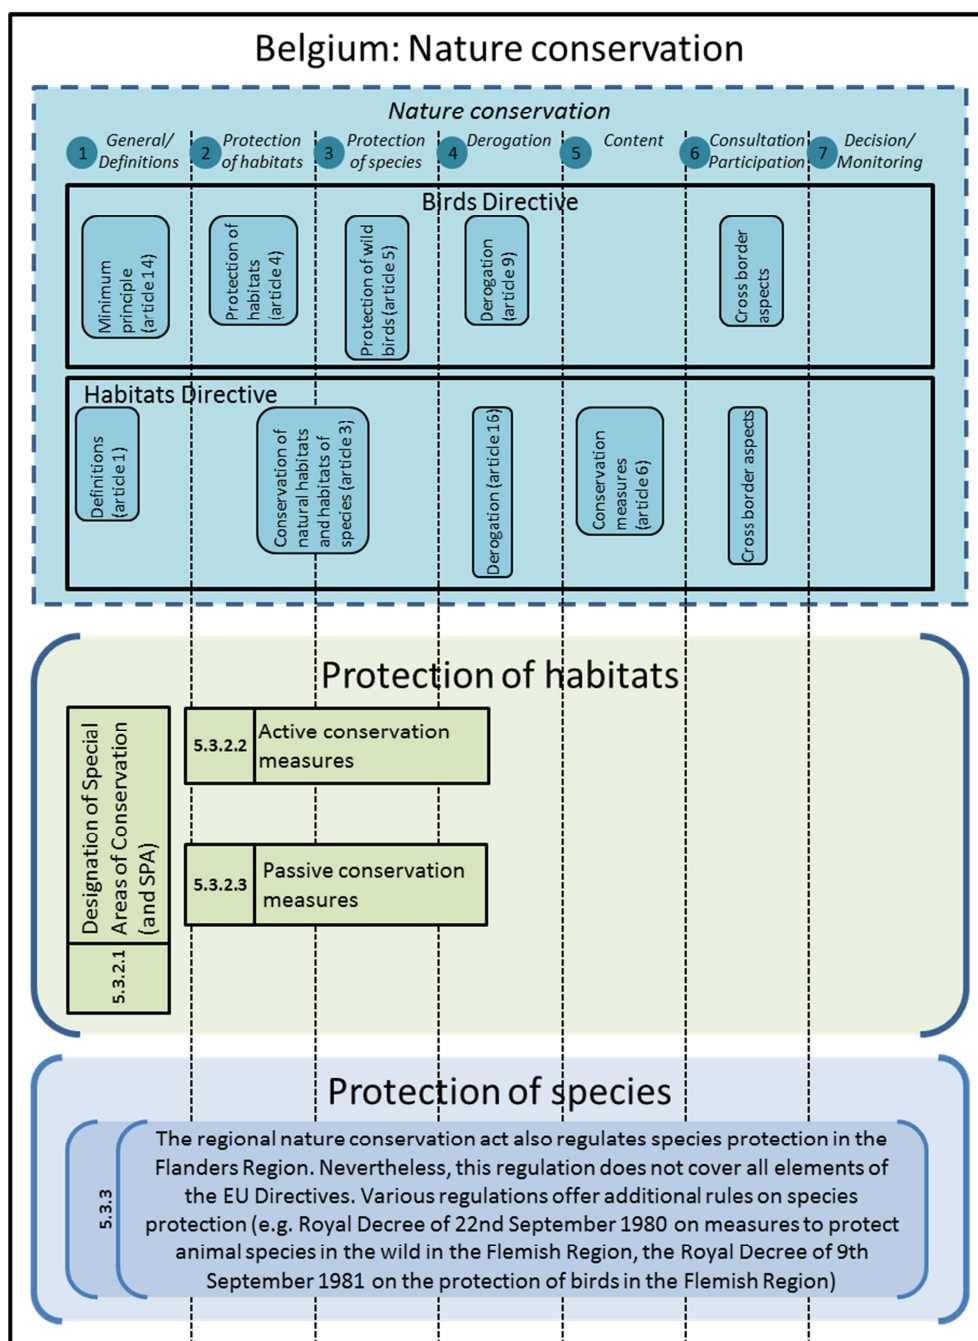 Belgium: Nature conservation
Nature conservation
1 General/
Definitions
2 Protection
of habitats
3 Protection
of species
4 Derogation
5 Content
6 Consultation
Participation
7 Decision/
Monitoring
Birds Directive
Minimum
principle
(article 14)
Protection of
habitats
(article 4)
Protection of wild
birds (article 5)
Derogation
(article 9)
Cross border
aspects
Habitats Directive
Definitions
(article 1)
Conservation of
natural habitats
and habitats of
species (article 3)
Derogation (article 16)
Conservation
measures
(article 6)
Cross border aspects
Protection of habitats
5.3.2.1
Designation of Special
Areas of Conservation
(and SPA)
5.3.2.2
Active conservation
measures
5.3.2.3
Passive conservation
measures
Protection of species
5.3.3
The regional nature conservation act also regulates species protection in the
Flanders Region. Nevertheless, this regulation does not cover all elements of
the EU Directives. Various regulations offer additional rules on species
protection (e.g. Royal Decree of 22nd September 1980 on measures to protect
animal species in the wild in the Flemish Region, the Royal Decree of 9th
September 1981 on the protection of birds in the Flemish Region)